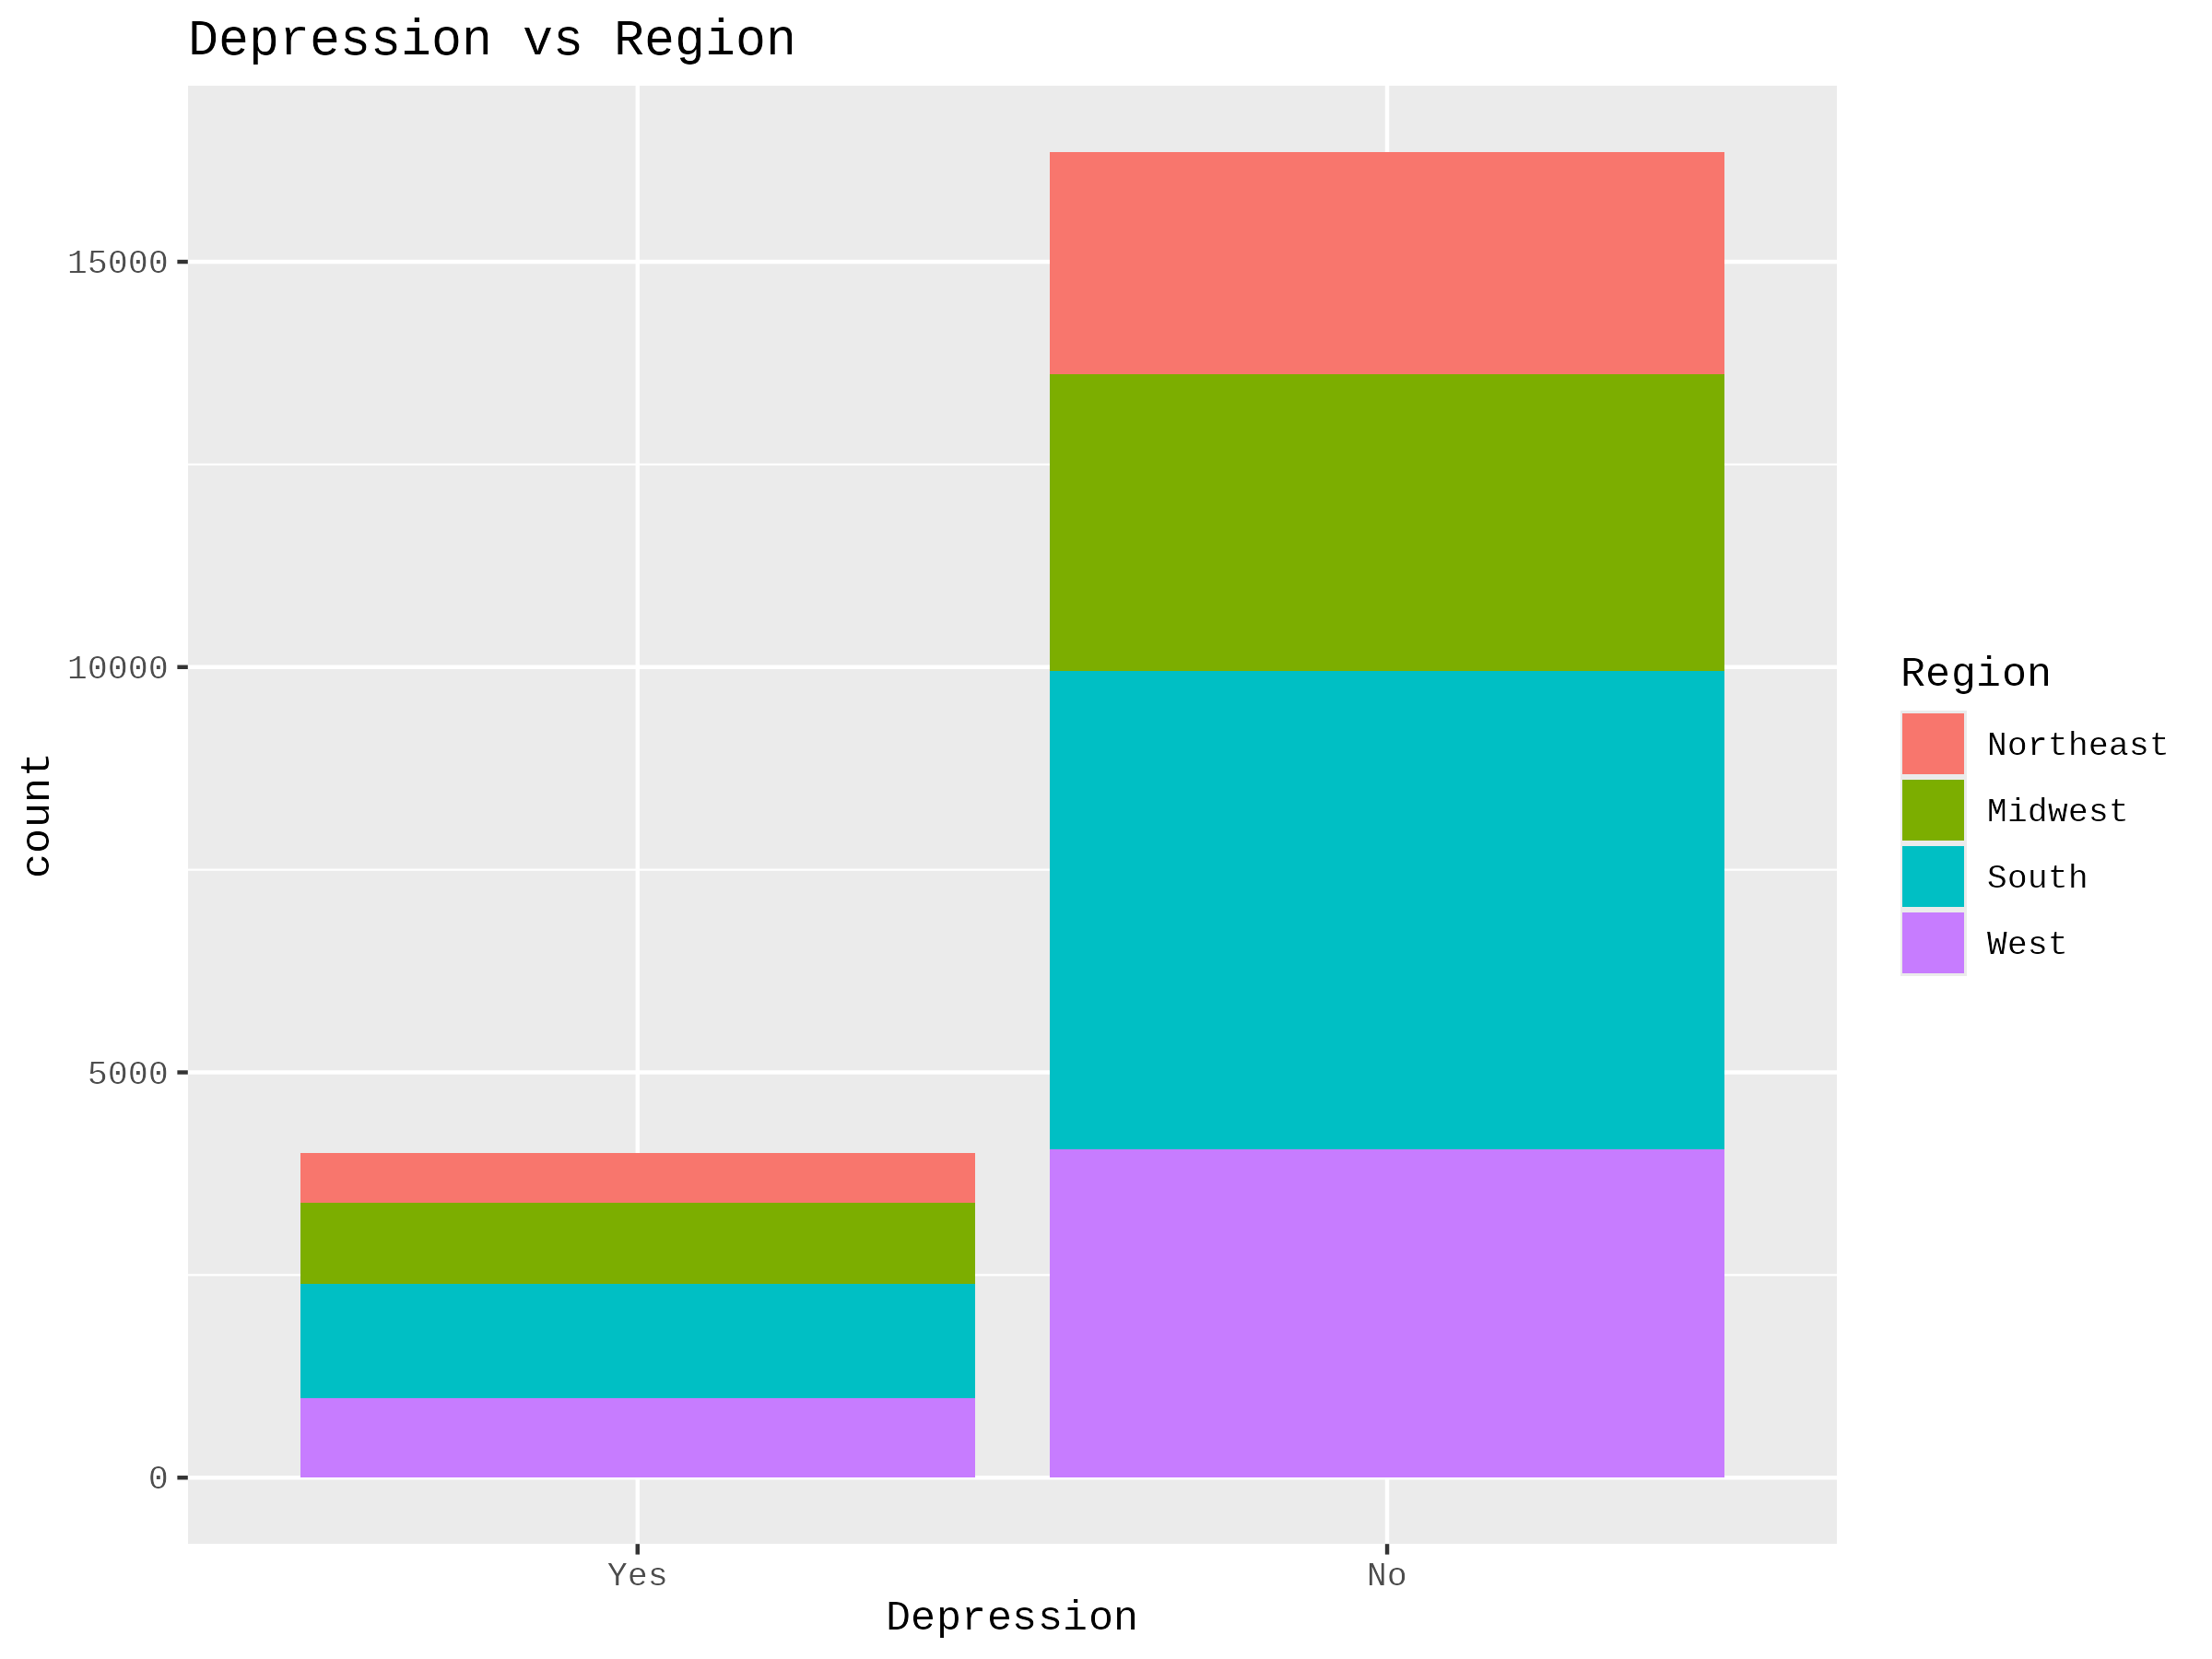 Depression vs Region
15000
10000
5000
0
count
Yes
No
Depression
Region
Northeast
Midwest
South
West